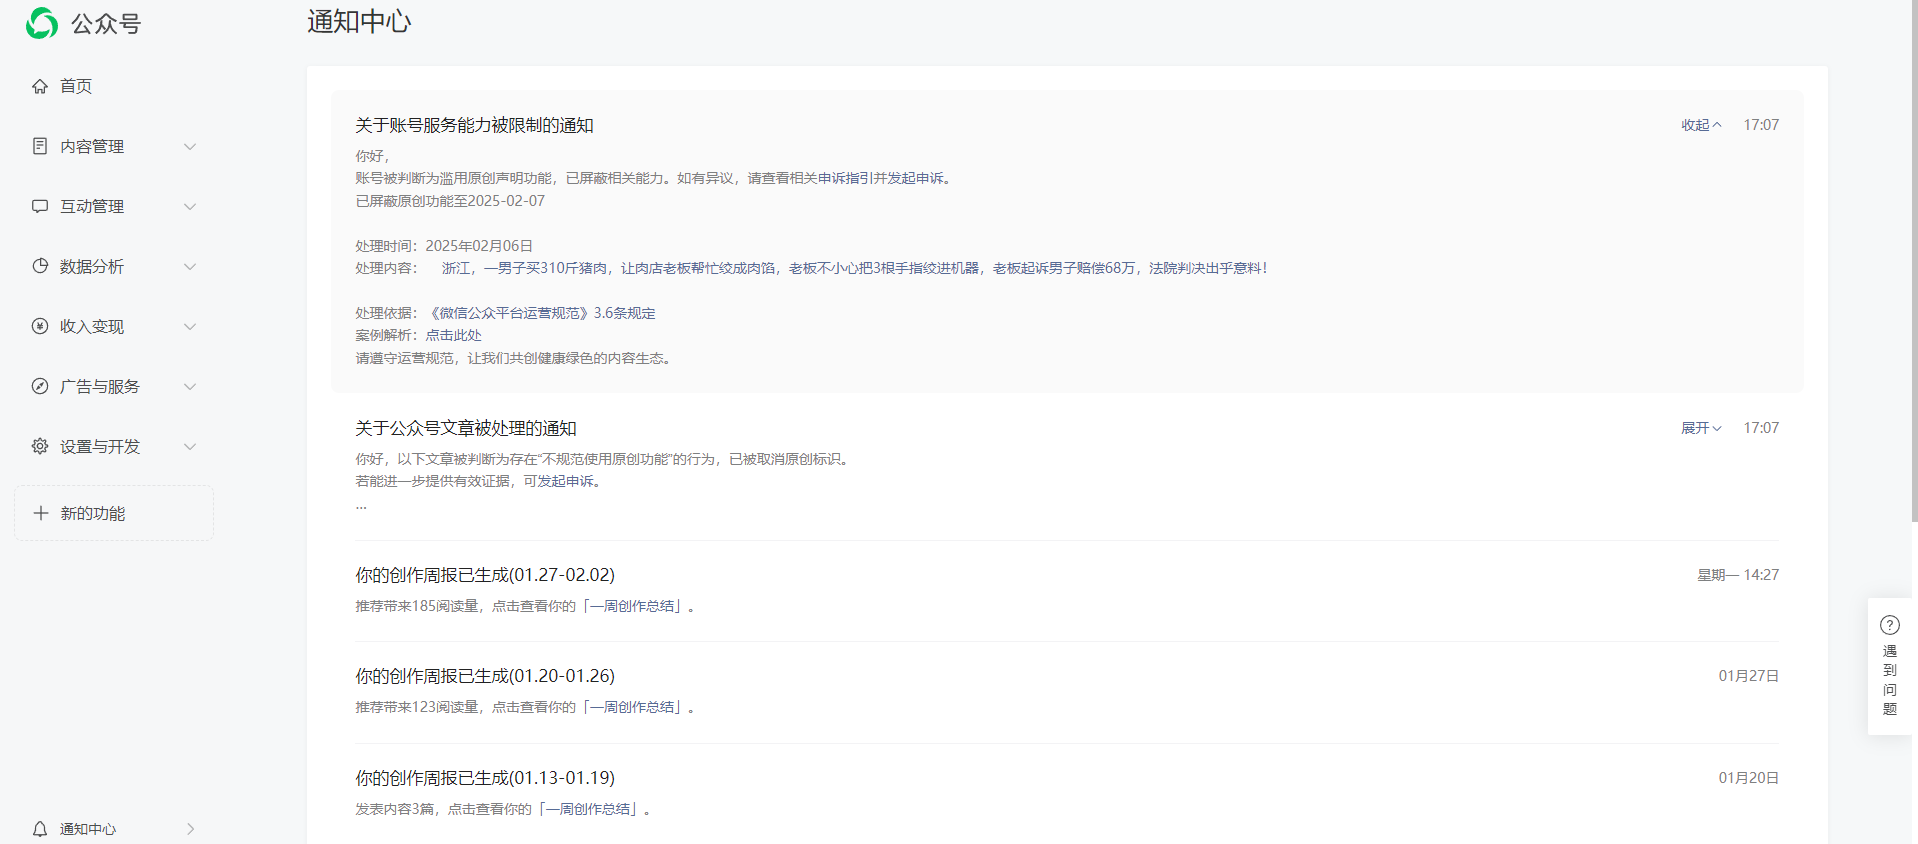 公众号
首页
内容管理
互动管理
数据分析
收入变现
广告与服务
设置与开发
新的功能
通知中心
通知中心
关于账号服务能力被限制的通知
收起 17:07
你好，
账号被判断为滥用原创声明功能，已屏蔽相关能力。如有异议，请查看相关申诉指引并发起申诉。
已屏蔽原创功能至2025-02-07
处理时间：2025年02月06日
处理内容： 浙江，一男子买310斤猪肉，让肉店老板帮忙绞成肉馅，老板不小心把3根手指绞进机器，老板起诉男子赔偿68万，法院判决出乎意料！
处理依据：《微信公众平台运营规范》3.6条规定
案例解析：点击此处
请遵守运营规范，让我们共创健康绿色的内容生态。
关于公众号文章被处理的通知
展开 17:07
你好，以下文章被判断为存在“不规范使用原创功能”的行为，已被取消原创标识。
若能进一步提供有效证据，可发起申诉。
...
你的创作周报已生成(01.27-02.02)
星期一 14:27
推荐带来185阅读量，点击查看你的「一周创作总结」。
你的创作周报已生成(01.20-01.26)
01月27日
推荐带来123阅读量，点击查看你的「一周创作总结」。
你的创作周报已生成(01.13-01.19)
01月20日
发表内容3篇，点击查看你的「一周创作总结」。
遇到问题